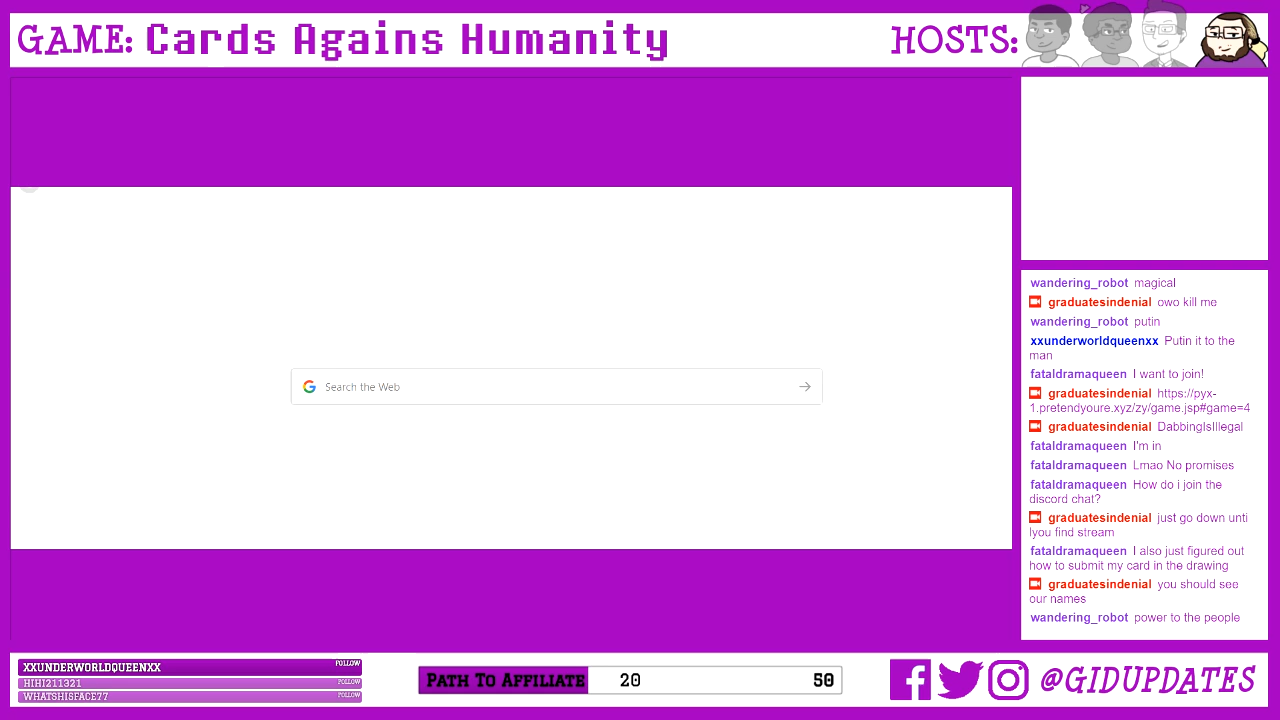 GAME: Cards Agains Humanity
HOSTS:
Search the Web
wandering_robot magical
graduatesindenial owo kill me
wandering_robot putin
xxunderworldqueenxx Putin it to the
man
fataldramaqueen I want to join!
graduatesindenial https://pyx-
1.pretendyoure.xyz/zy/game.jsp#game=4
graduatesindenial DabbingIsIllegal
fataldramaqueen I'm in
fataldramaqueen Lmao No promises
fataldramaqueen How do i join the
discord chat?
graduatesindenial just go down unti
lyou find stream
fataldramaqueen I also just figured out
how to submit my card in the drawing
graduatesindenial you should see
our names
wandering_robot power to the people
XXUNDERWORLDQUEENXX FOLLOW
HIHI211321 FOLLOW
WHATSHISFACE77 FOLLOW
PATH TO AFFILIATE 20 50
@GIDUPDATES